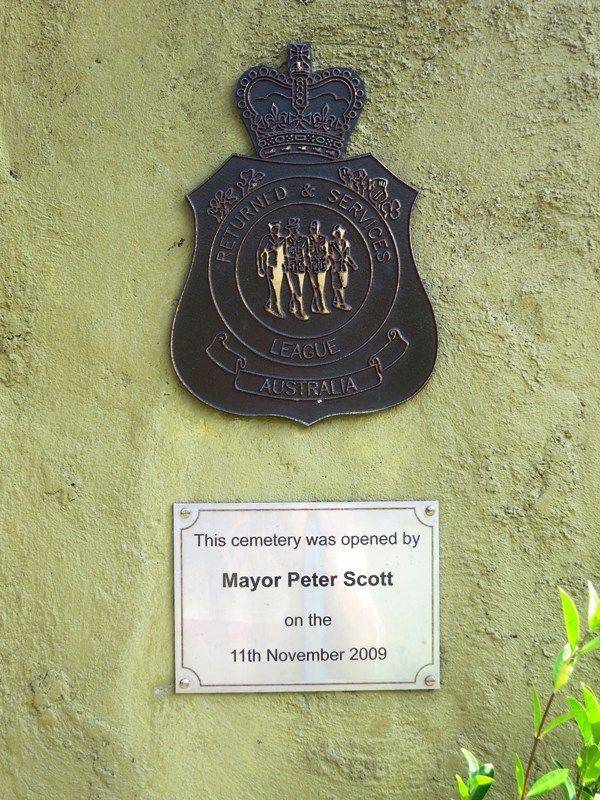 RETURNED & SERVICES
LEAGUE
AUSTRALIA
This cemetery was opened by
Mayor Peter Scott
on the
11th November 2009